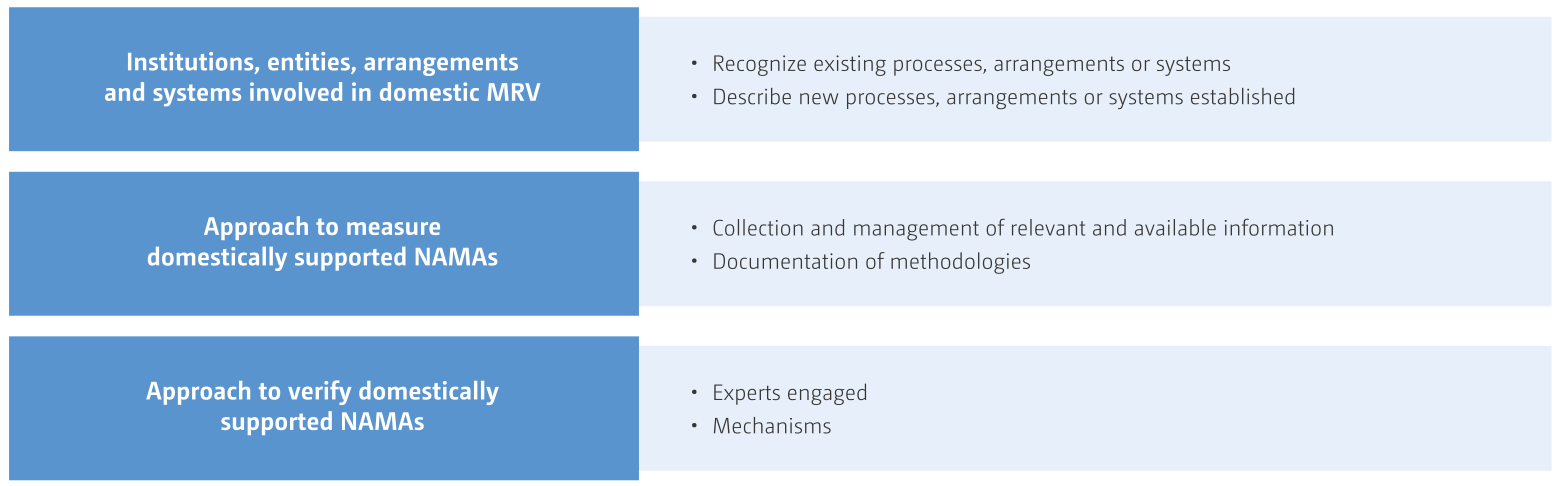 Institutions, entities, arrangements
and systems involved in domestic MRV
• Recognize existing processes, arrangements or systems
• Describe new processes, arrangements or systems established
Approach to measure
domestically supported NAMAs
• Collection and management of relevant and available information
• Documentation of methodologies
Approach to verify domestically
supported NAMAs
• Experts engaged
• Mechanisms